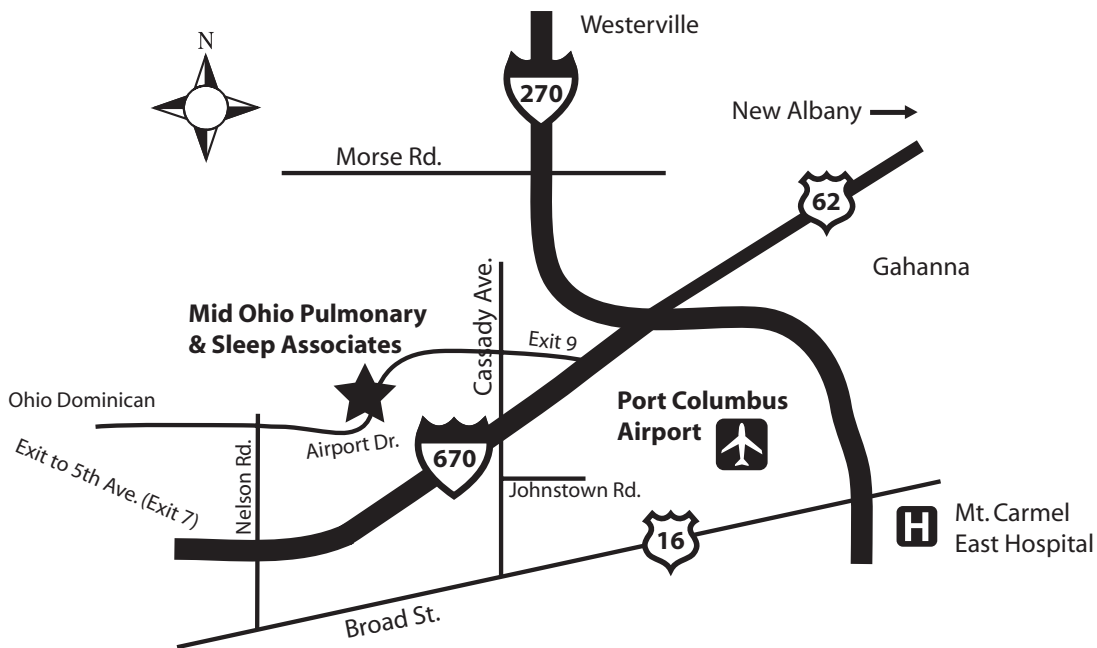 Westerville
N
270
New Albany
Morse Rd.
62
Gahanna
Cassady Ave.
Mid Ohio Pulmonary
& Sleep Associates
Exit 9
Ohio Dominican
Port Columbus
Airport
Airport Dr.
Exit to 5th Ave. (Exit 7)
Nelson Rd.
670
Johnstown Rd.
16
H
Mt. Carmel
East Hospital
Broad St.